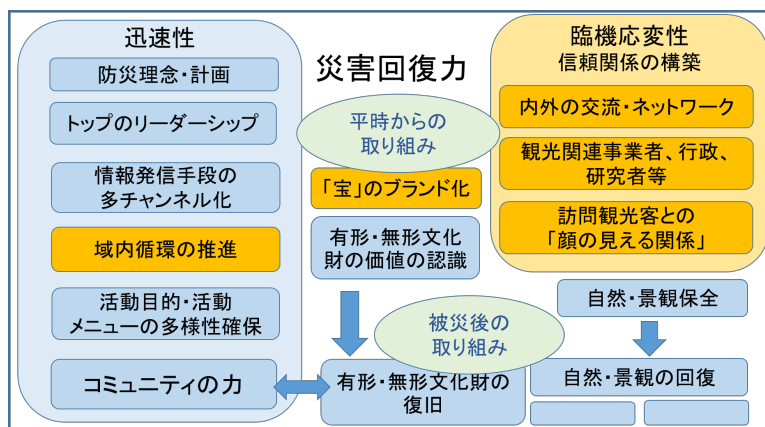 迅速性
防災理念・計画
トップのリーダーシップ
情報発信手段の
多チャンネル化
域内循環の推進
活動目的・活動
メニューの多様性確保
コミュニティの力
災害回復力
平時からの
取り組み
「宝」のブランド化
有形・無形文化
財の価値の認識
被災後の
取り組み
有形・無形文化財の
復旧
臨機応変性
信頼関係の構築
内外の交流・ネットワーク
観光関連事業者、行政、
研究者等
訪問観光客との
「顔の見える関係」
自然・景観保全
自然・景観の回復